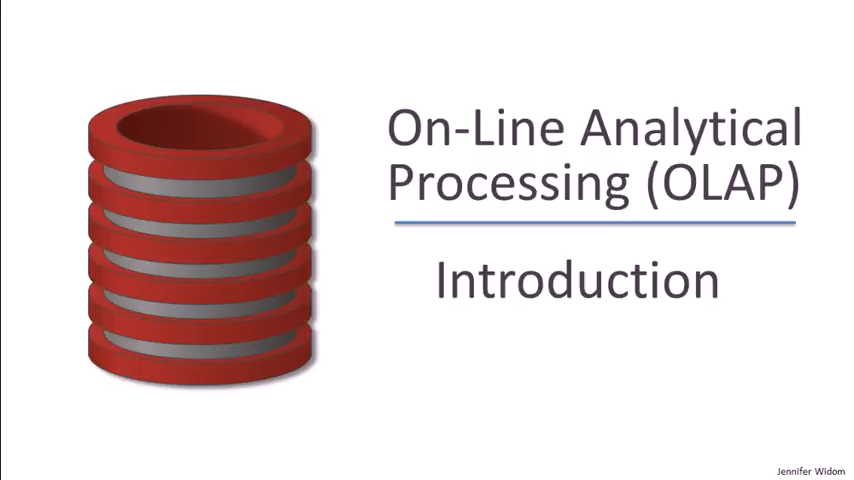 On-Line Analytical
Processing (OLAP)
Introduction
Jennifer Widom